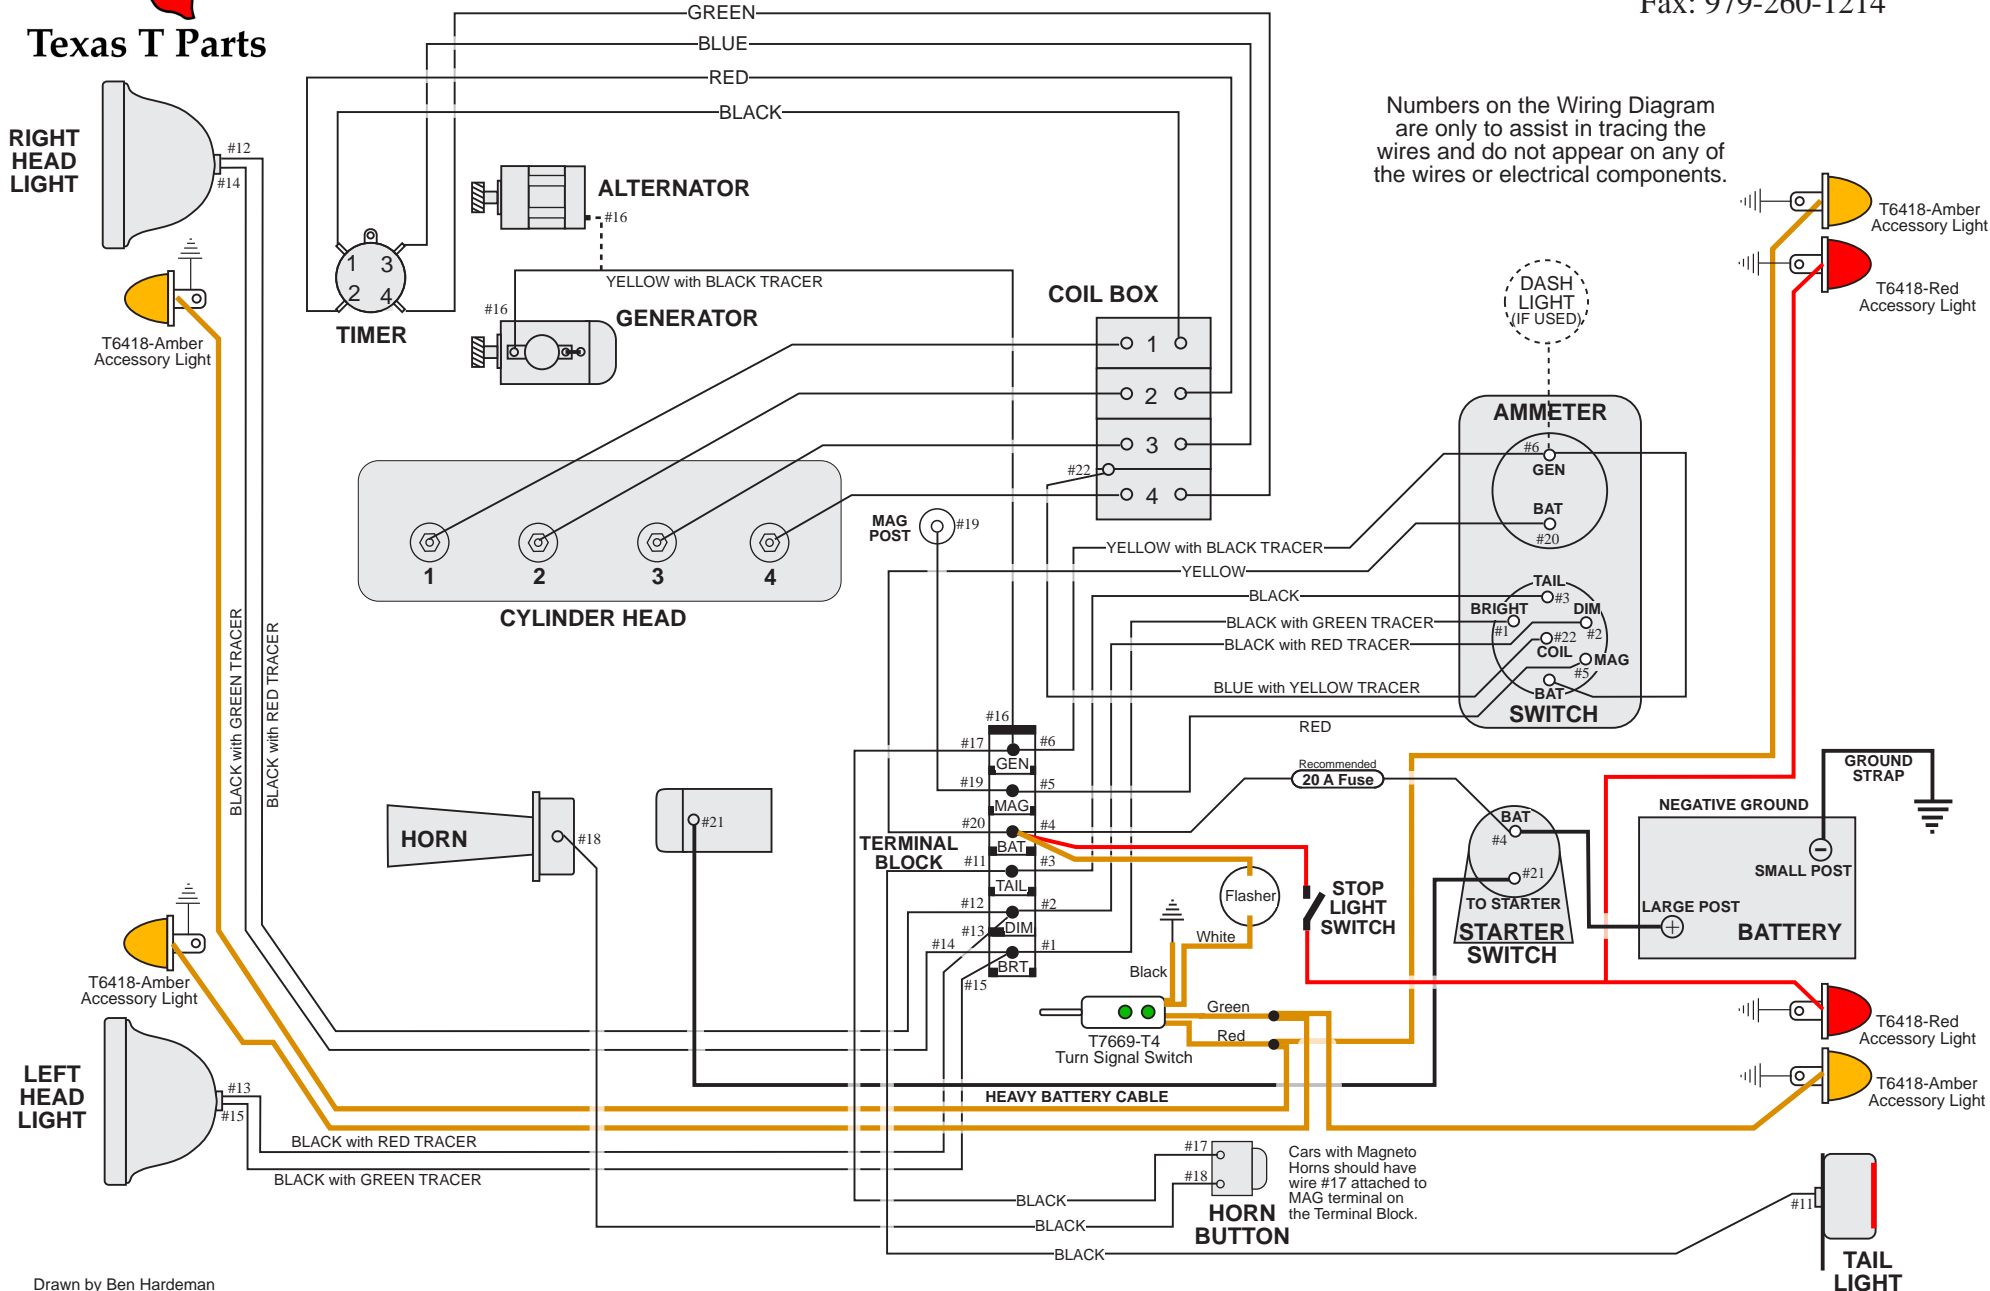 Fax: 979-260-1214
Texas T Parts
GREEN
BLUE
RED
BLACK
Numbers on the Wiring Diagram
are only to assist in tracing the
wires and do not appear on any of
the wires or electrical components.
RIGHT
HEAD
LIGHT
#12
#14
ALTERNATOR
#16
YELLOW with BLACK TRACER
#16
GENERATOR
1
3
2
4
TIMER
T6418-Amber
Accessory Light
T6418-Amber
Accessory Light
T6418-Red
Accessory Light
COIL BOX
1
2
3
#22
4
DASH
LIGHT
(IF USED)
AMMETER
#6
GEN
BAT
#20
TAIL
#3
BRIGHT
#1
DIM
#2
#22
COIL
MAG
#5
BAT
SWITCH
MAG
POST
#19
1
2
3
4
CYLINDER HEAD
YELLOW with BLACK TRACER
YELLOW
BLACK
BLACK with GREEN TRACER
BLACK with RED TRACER
BLUE with YELLOW TRACER
RED
BLACK with GREEN TRACER
BLACK with RED TRACER
#16
#17
#6
GEN
#19
#5
MAG
#20
#4
BAT
TERMINAL
BLOCK
#11
#3
TAIL
#12
#2
#13
DIM
#14
#1
BRT
#15
Recommended
20 A Fuse
GROUND
STRAP
NEGATIVE GROUND
SMALL POST
LARGE POST
BATTERY
BAT
#4
#21
TO STARTER
STARTER
SWITCH
HORN
#18
#21
Flasher
STOP
LIGHT
SWITCH
White
Black
Green
Red
T7669-T4
Turn Signal Switch
T6418-Amber
Accessory Light
T6418-Red
Accessory Light
T6418-Amber
Accessory Light
LEFT
HEAD
LIGHT
#13
#15
HEAVY BATTERY CABLE
BLACK with RED TRACER
BLACK with GREEN TRACER
#17
#18
HORN
BUTTON
Cars with Magneto
Horns should have
wire #17 attached to
MAG terminal on
the Terminal Block.
BLACK
BLACK
BLACK
#11
TAIL
LIGHT
Drawn by Ben Hardeman